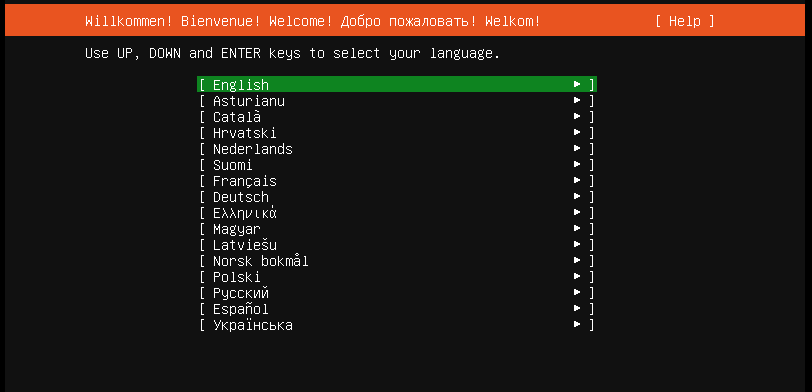 Willkommen! Bienvenue! Welcome! Добро пожаловать! Welkom! [ Help ]
Use UP, DOWN and ENTER keys to select your language.
[ English ► ]
[ Asturianu ► ]
[ Català ► ]
[ Hrvatski ► ]
[ Nederlands ► ]
[ Suomi ► ]
[ Français ► ]
[ Deutsch ► ]
[ Ελληνικά ► ]
[ Magyar ► ]
[ Latviešu ► ]
[ Norsk bokmål ► ]
[ Polski ► ]
[ Русский ► ]
[ Español ► ]
[ Українська ► ]